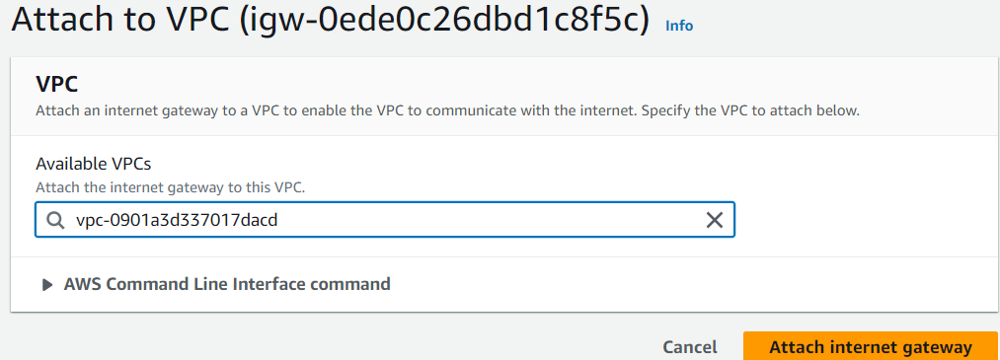 Attach to VPC (igw-0ede0c26dbd1c8f5c) Info
VPC
Attach an internet gateway to a VPC to enable the VPC to communicate with the internet. Specify the VPC to attach below.
Available VPCs
Attach the internet gateway to this VPC.
vpc-0901a3d337017dacd
AWS Command Line Interface command
Cancel Attach internet gateway